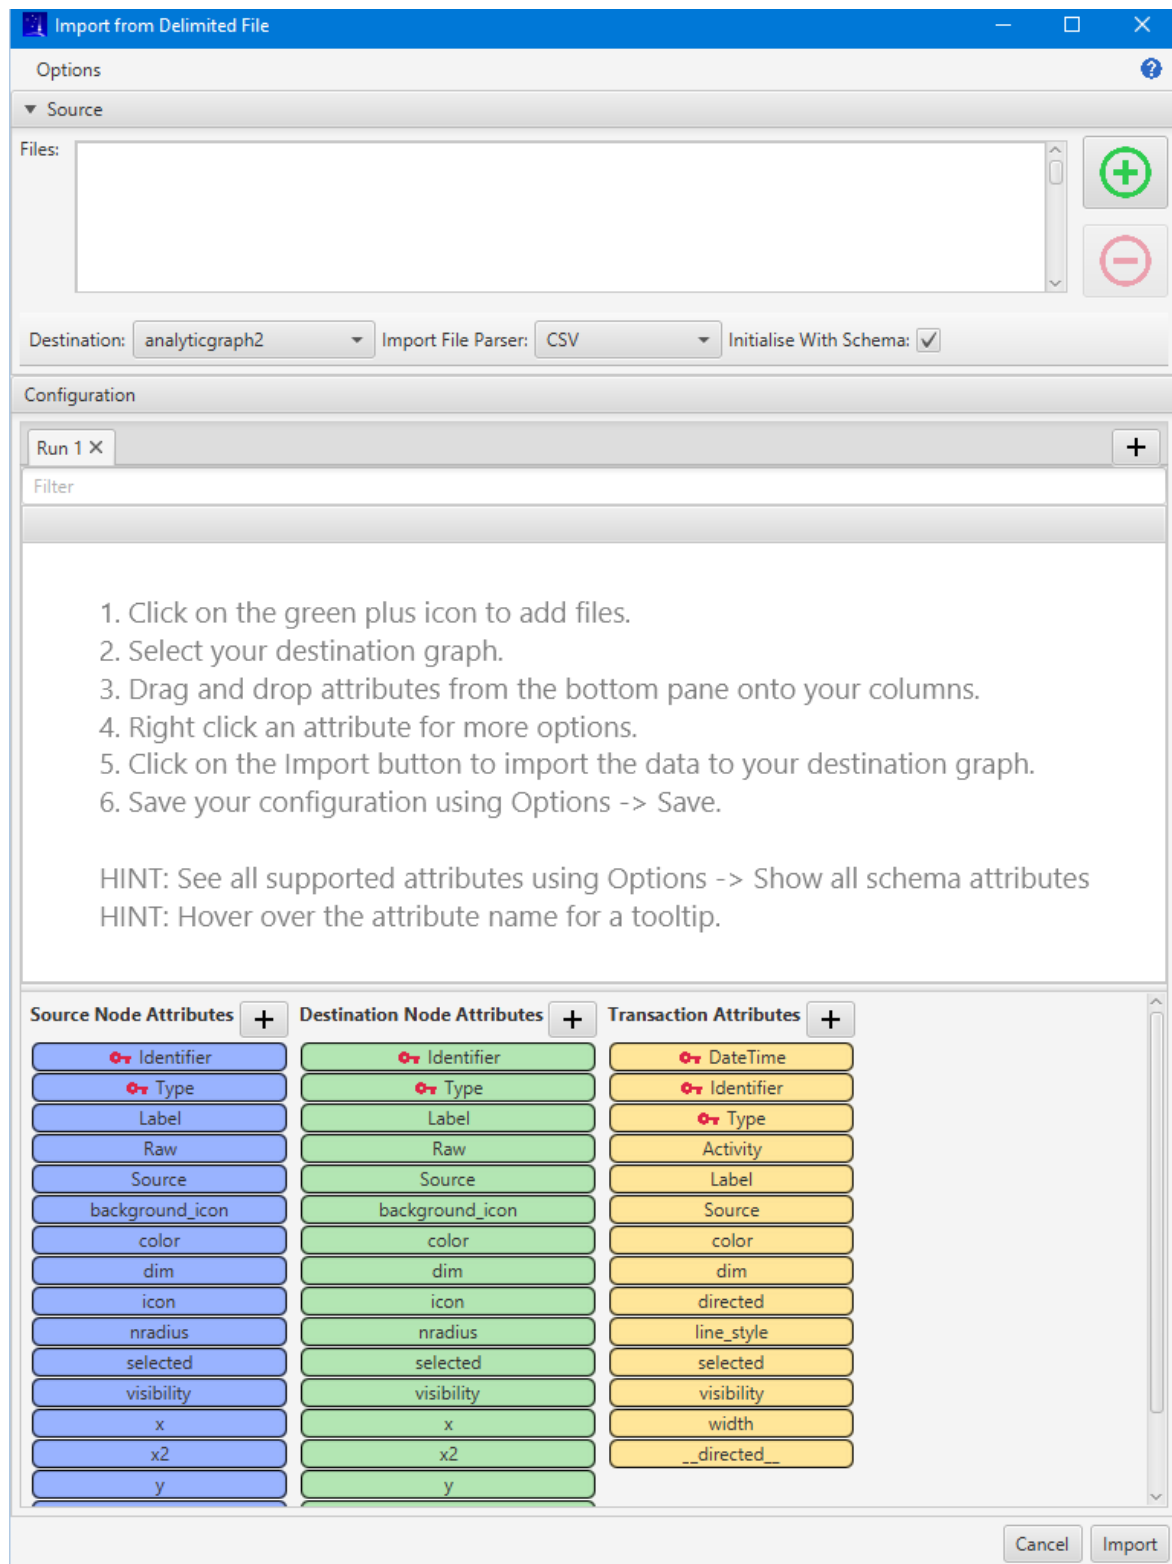 Import from Delimited File
Options
Source
Files:
Destination: analyticgraph2 Import File Parser: CSV Initialise With Schema:
Configuration
Run 1
Filter
1. Click on the green plus icon to add files.
2. Select your destination graph.
3. Drag and drop attributes from the bottom pane onto your columns.
4. Right click an attribute for more options.
5. Click on the Import button to import the data to your destination graph.
6. Save your configuration using Options -> Save.
HINT: See all supported attributes using Options -> Show all schema attributes
HINT: Hover over the attribute name for a tooltip.
Source Node Attributes Destination Node Attributes Transaction Attributes
Identifier Identifier DateTime
Type Type Identifier
Label Label Type
Raw Raw Activity
Source Source Label
background_icon background_icon Source
color color color
dim dim dim
icon icon directed
nradius nradius line_style
selected selected selected
visibility visibility visibility
x x width
x2 x2 __directed__
y y
Cancel Import